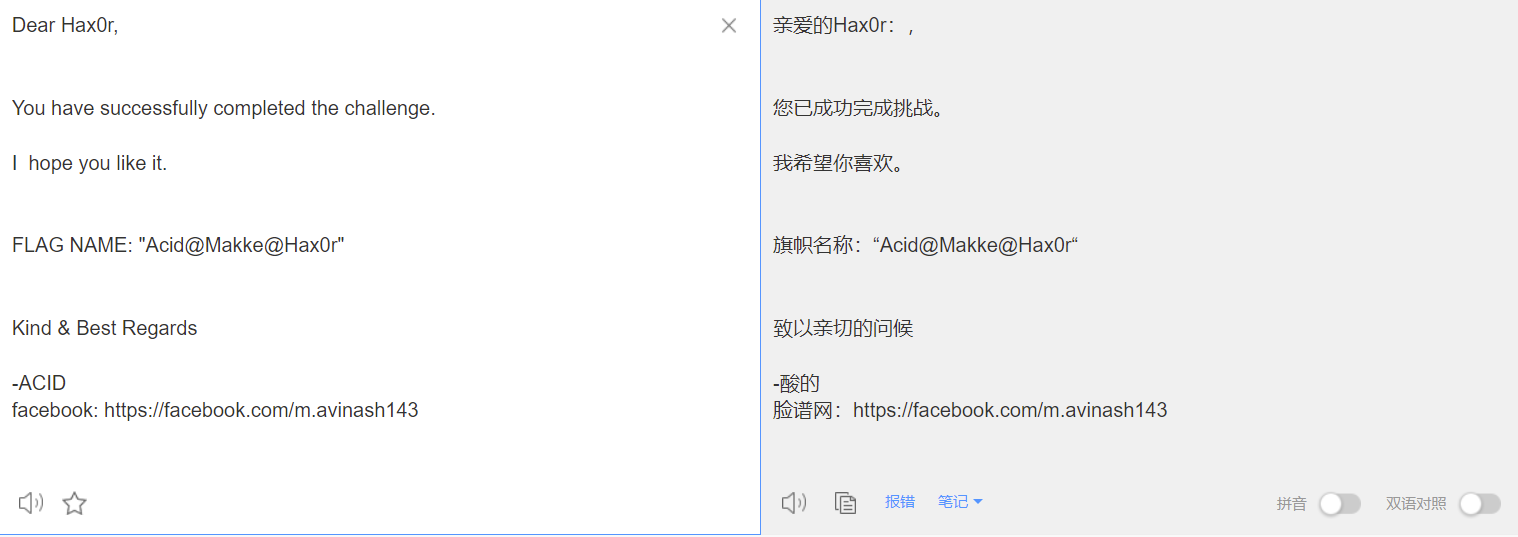 Dear Hax0r,
You have successfully completed the challenge.
I  hope you like it.
FLAG NAME: "Acid@Makke@Hax0r"
Kind & Best Regards
-ACID
facebook: https://facebook.com/m.avinash143
亲爱的Hax0r：,
您已成功完成挑战。
我希望你喜欢。
旗帜名称：“Acid@Makke@Hax0r“
致以亲切的问候
-酸的
脸谱网：https://facebook.com/m.avinash143
报错 笔记
拼音 双语对照